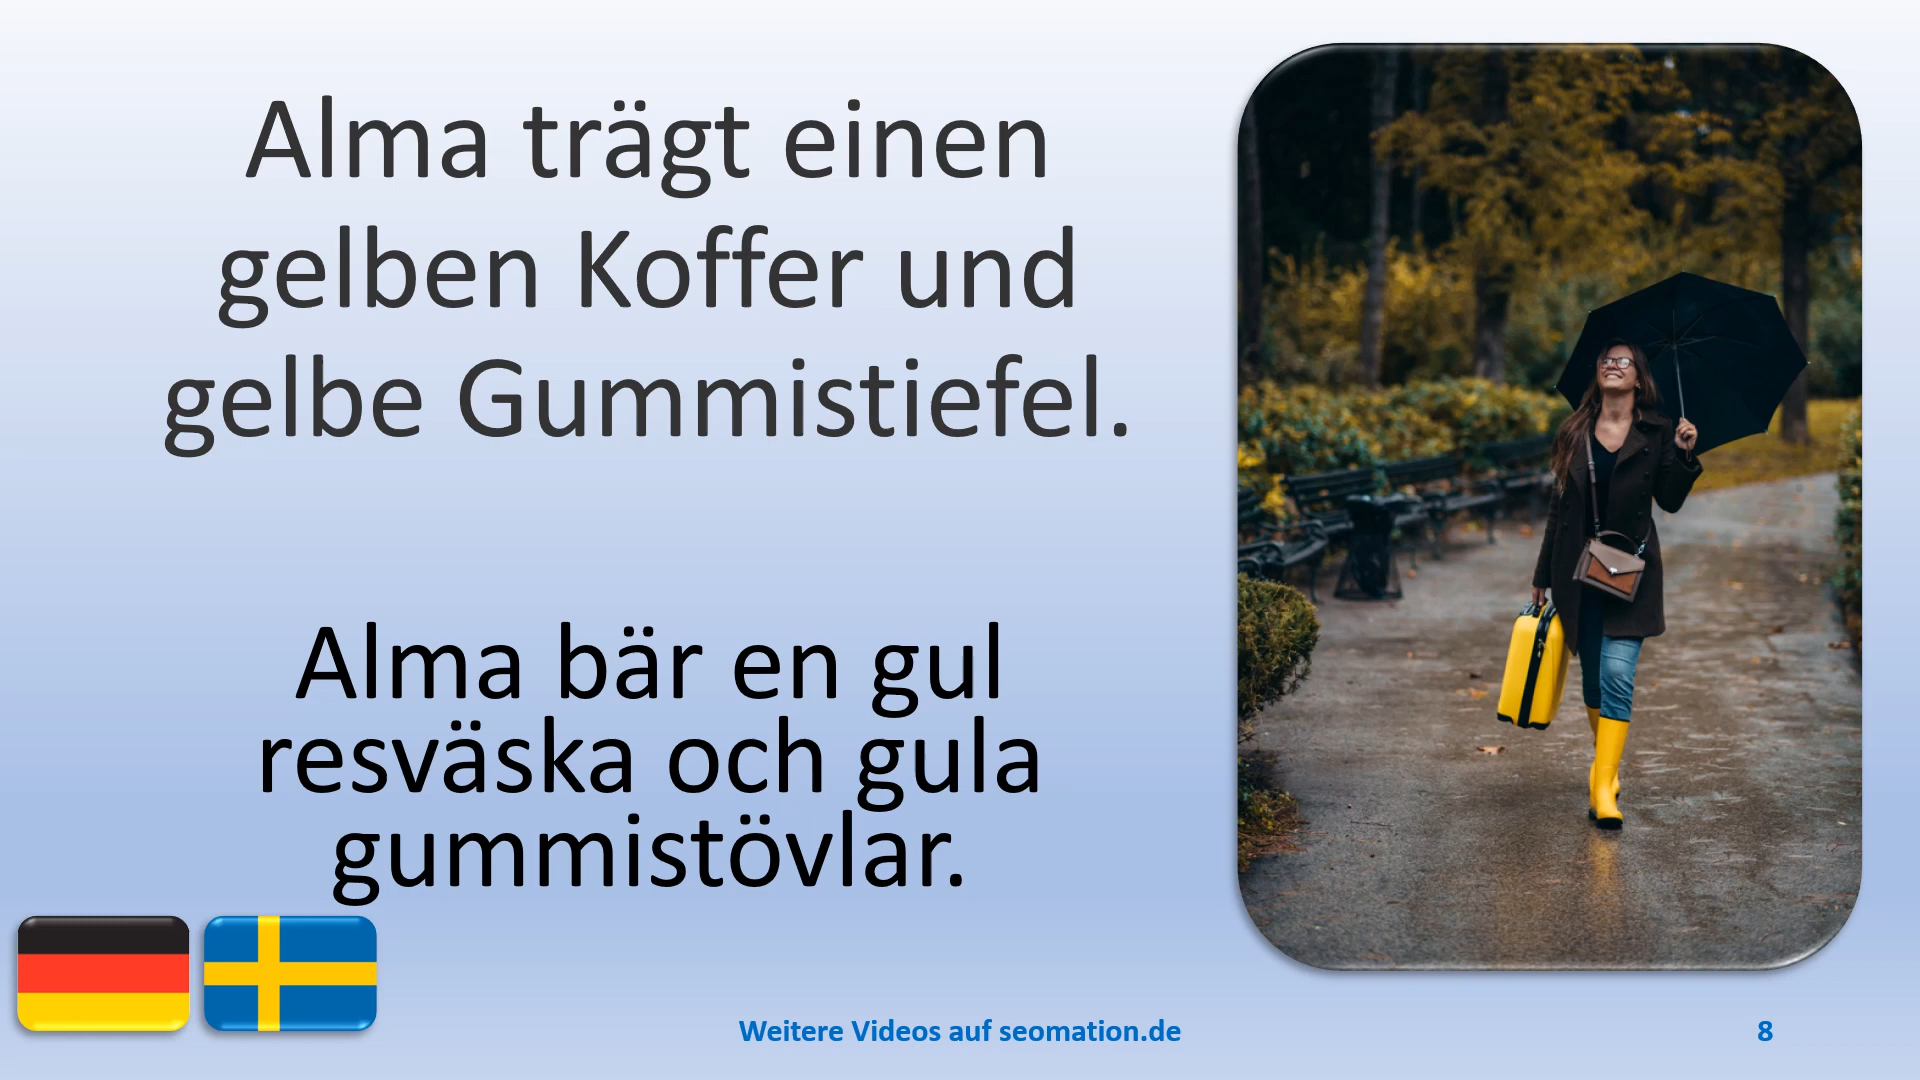 Alma trägt einen
gelben Koffer und
gelbe Gummistiefel.
Alma bär en gul
resväska och gula
gummistövlar.
Weitere Videos auf seomation.de
8